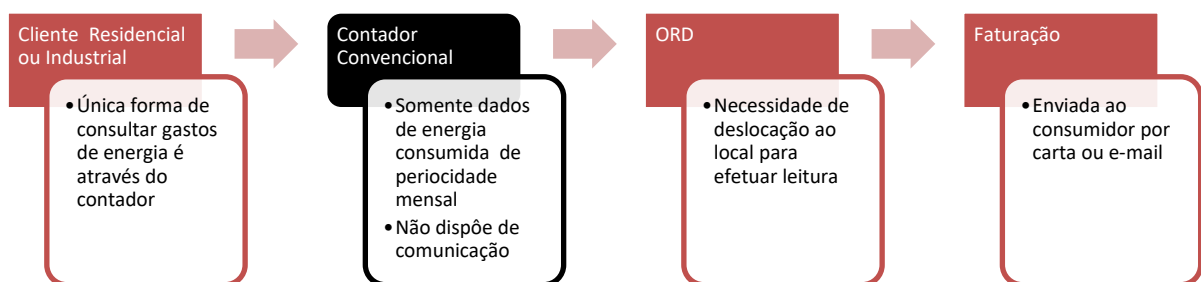 Cliente Residencial
ou Industrial
•Única forma de
consultar gastos
de energia é
através do
contador
Contador
Convencional
•Somente dados
de energia
consumida de
periocidade
mensal
•Não dispôe de
comunicação
ORD
•Necessidade de
deslocação ao
local para
efetuar leitura
Faturação
•Enviada ao
consumidor por
carta ou e-mail